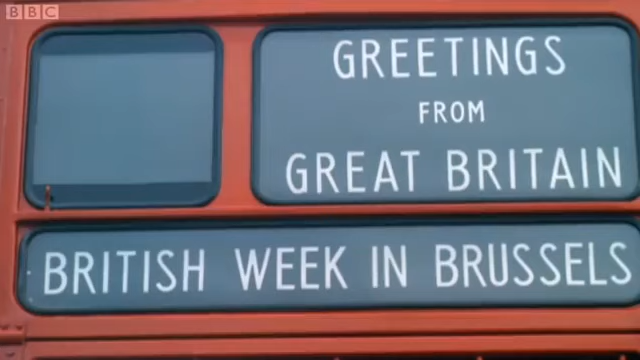 BBC
GREETINGS
FROM
GREAT BRITAIN
BRITISH WEEK IN BRUSSELS